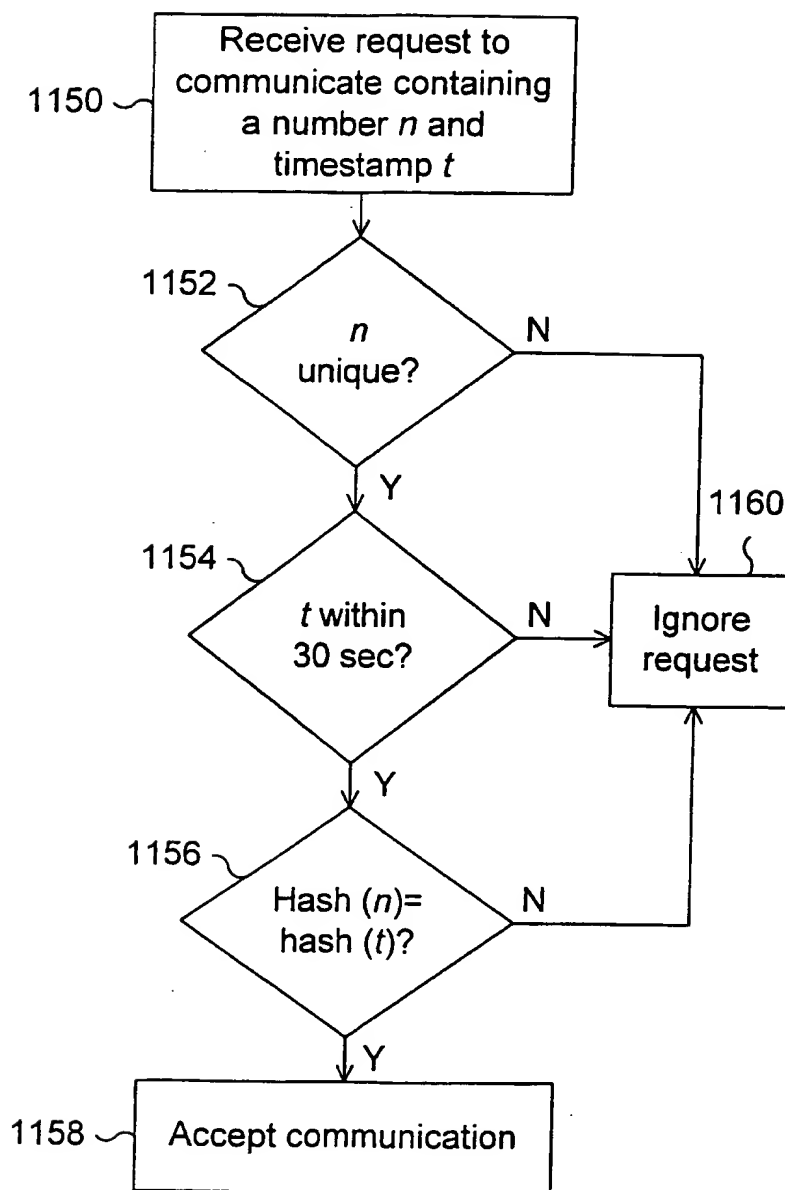 Receive request to
communicate containing
a number n and
timestamp t
1150
1152
n
unique?
N
Y
1160
1154
t within
30 sec?
N
Ignore
request
Y
1156
Hash (n)=
hash (t)?
N
Y
1158
Accept communication